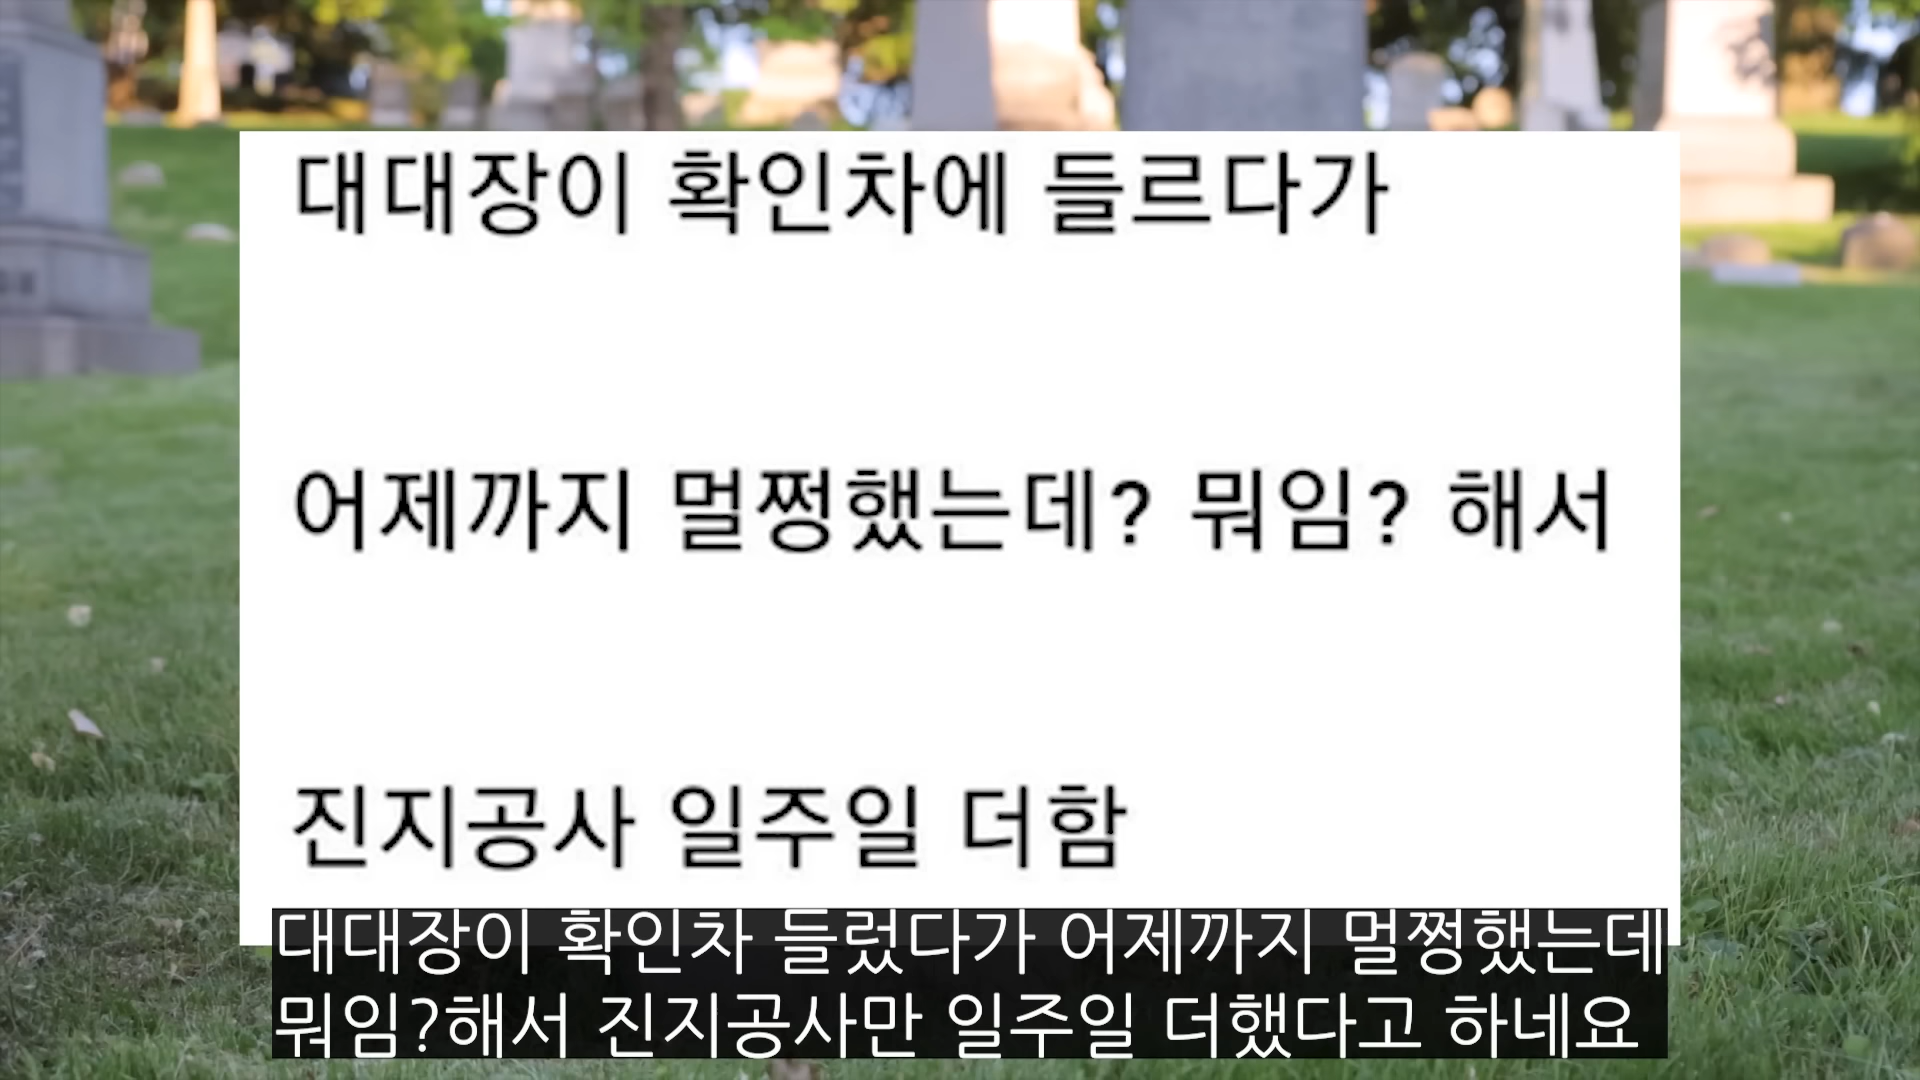 대대장이 확인차에 들르다가
어제까지 멀쩡했는데? 뭐임? 해서
진지공사 일주일 더함
대대장이 확인차 들렀다가 어제까지 멀쩡했는데
뭐임?해서 진지공사만 일주일 더했다고 하네요